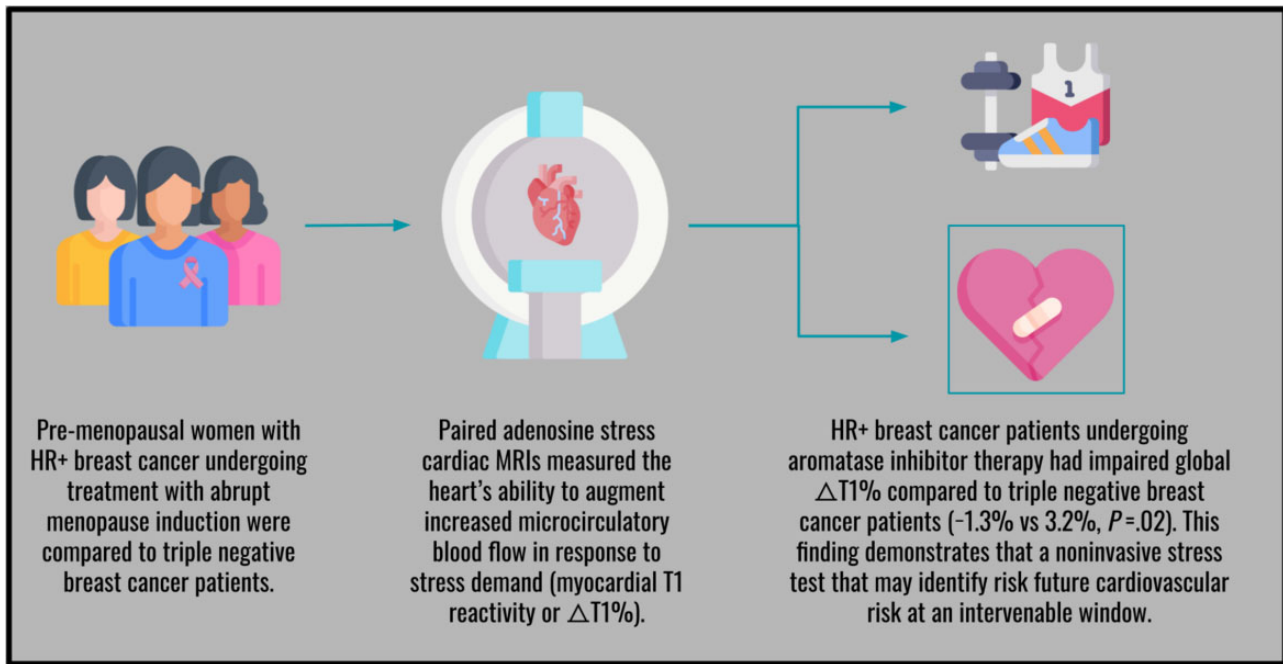 1
Pre-menopausal women with
HR+ breast cancer undergoing
treatment with abrupt
menopause induction were
compared to triple negative
breast cancer patients.
Paired adenosine stress
cardiac MRIs measured the
heart's ability to augment
increased microcirculatory
blood flow in response to
stress demand (myocardial T1
reactivity or △T1%).
HR+ breast cancer patients undergoing
aromatase inhibitor therapy had impaired global
△T1% compared to triple negative breast
cancer patients (-1.3% vs 3.2%, P=.02). This
finding demonstrates that a noninvasive stress
test that may identify risk future cardiovascular
risk at an intervenable window.